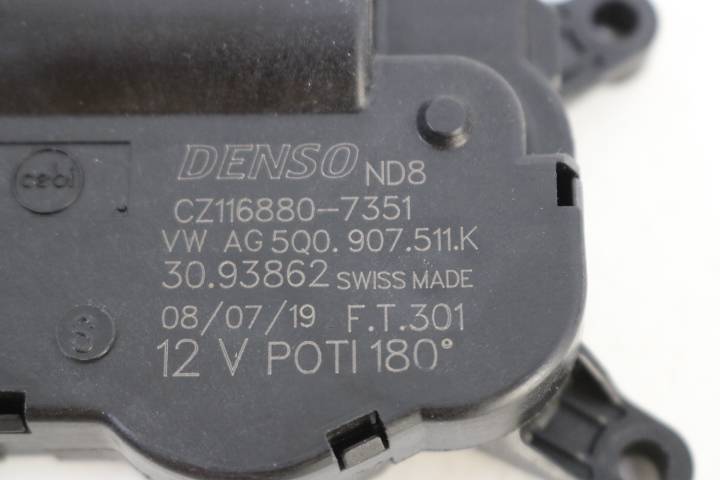 DENSO ND8
cebi
CZ116880-7351
VW AG 5Q0.907.511.K
30.93862 SWISS MADE
08/07/19 F.T.301
S
12 V POTI 180°